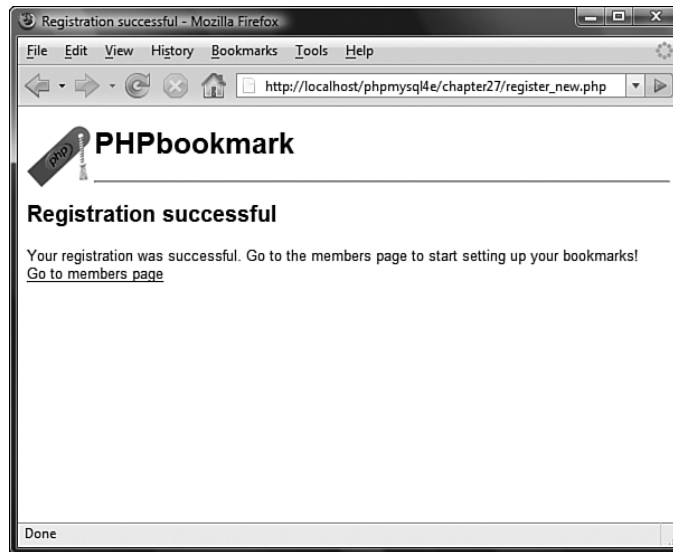 Registration successful - Mozilla Firefox
File Edit View History Bookmarks Tools Help
http://localhost/phpmysql4e/chapter27/register_new.php
php
PHPbookmark
Registration successful
Your registration was successful. Go to the members page to start setting up your bookmarks!
Go to members page
Done